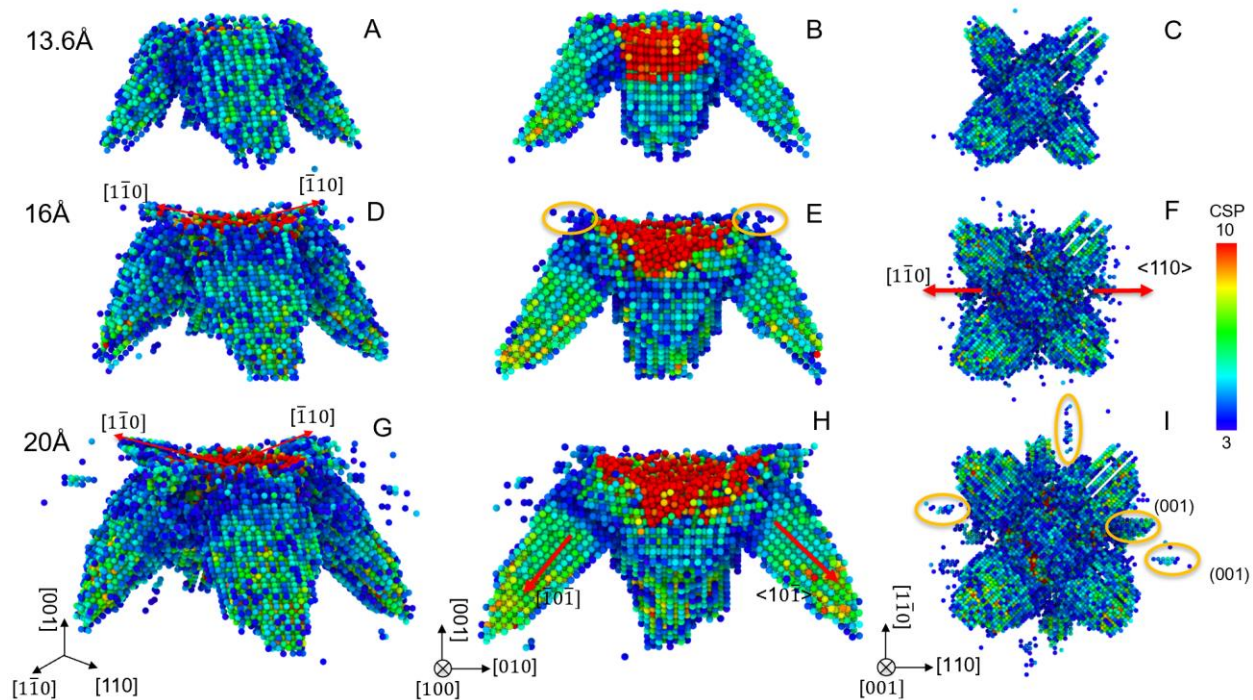 13.6Å
A
B
C
16Å
[11̅0]
[1̅10]
D
E
F
CSP
10
[11̅0]
<110>
3
20Å
[11̅0]
[1̅10]
G
H
I
(001)
(001)
[1̅01̅]
<101̅>
[001]
[11̅0]
[110]
[001]
[010]
[100]
[11̅0]
[110]
[001]